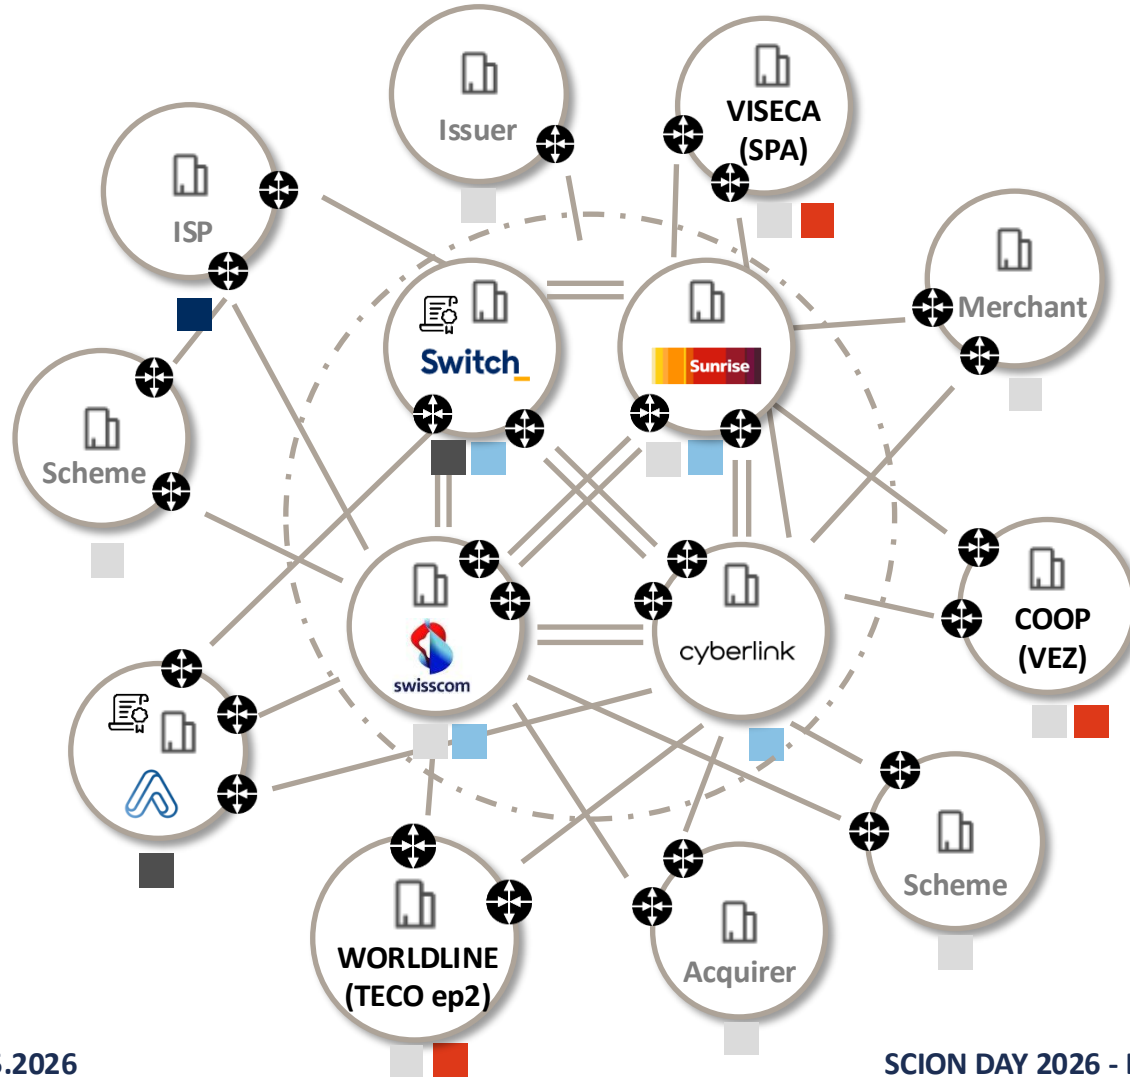 Issuer
VISECA
(SPA)
ISP
Merchant
Switch_
Sunrise
Scheme
COOP
(VEZ)
swisscom
cyberlink
Scheme
WORLDLINE
(TECO ep2)
Acquirer
.2026
SCION DAY 2026 -